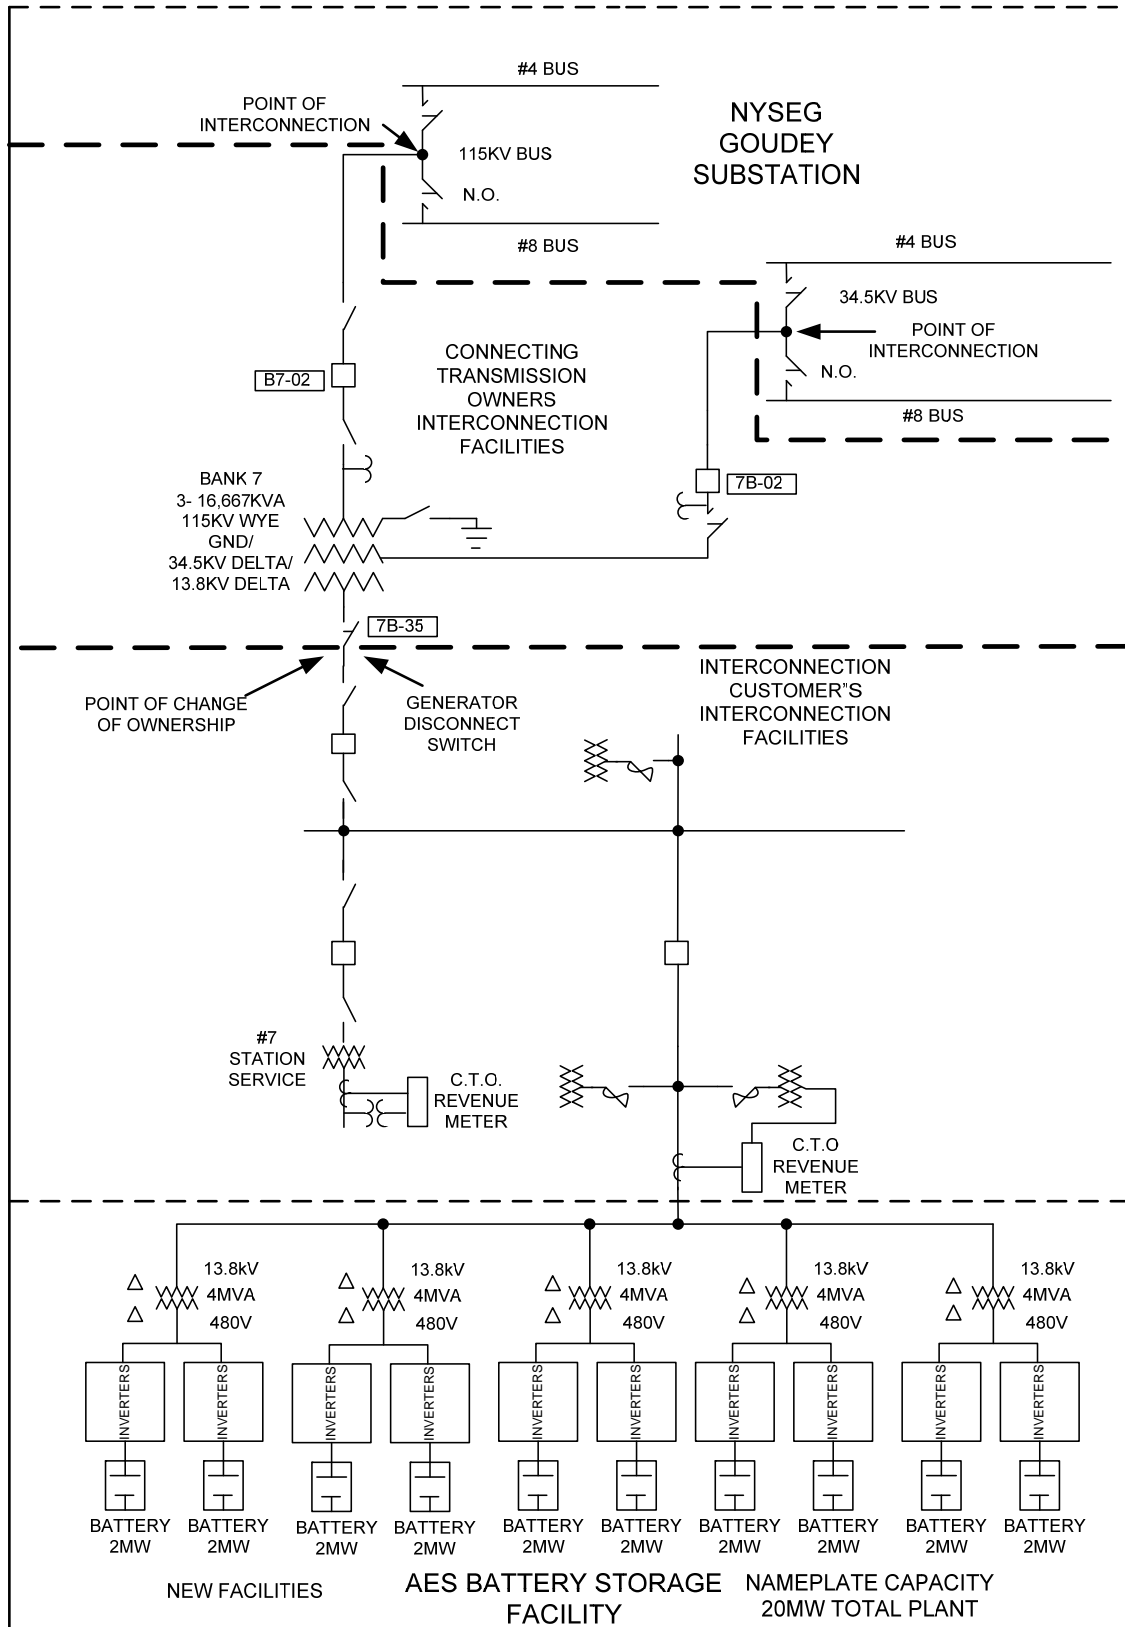 #4 BUS
POINT OF
INTERCONNECTION
115KV BUS
N.O.
#8 BUS
NYSEG
GOUDEY
SUBSTATION
#4 BUS
34.5KV BUS
POINT OF
INTERCONNECTION
N.O.
#8 BUS
B7-02
CONNECTING
TRANSMISSION
OWNERS
INTERCONNECTION
FACILITIES
7B-02
BANK 7
3- 16,667KVA
115KV WYE
GND/
34.5KV DELTA/
13.8KV DELTA
7B-35
POINT OF CHANGE
OF OWNERSHIP
GENERATOR
DISCONNECT
SWITCH
INTERCONNECTION
CUSTOMER"S
INTERCONNECTION
FACILITIES
#7
STATION
SERVICE
C.T.O.
REVENUE
METER
C.T.O
REVENUE
METER
13.8kV
4MVA
480V
13.8kV
4MVA
480V
13.8kV
4MVA
480V
13.8kV
4MVA
480V
13.8kV
4MVA
480V
INVERTERS
INVERTERS
INVERTERS
INVERTERS
INVERTERS
INVERTERS
INVERTERS
INVERTERS
INVERTERS
INVERTERS
BATTERY
2MW
BATTERY
2MW
BATTERY
2MW
BATTERY
2MW
BATTERY
2MW
BATTERY
2MW
BATTERY
2MW
BATTERY
2MW
BATTERY
2MW
BATTERY
2MW
NEW FACILITIES
AES BATTERY STORAGE
FACILITY
NAMEPLATE CAPACITY
20MW TOTAL PLANT